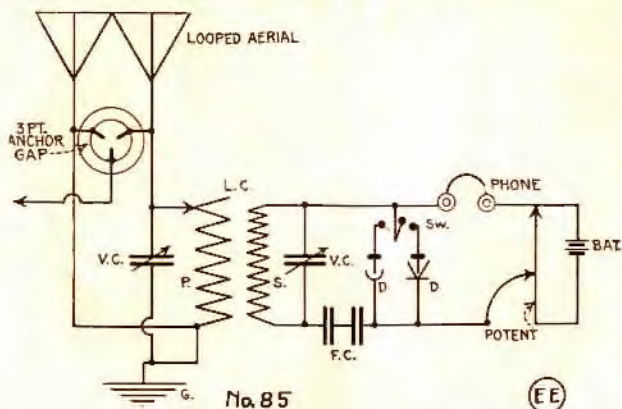 LOOPED AERIAL
3 PT.
ANCHOR
GAP
L.C.
PHONE
Sw.
BAT.
V.C.
P.
S.
V.C.
D
D
POTENT
F.C.
G.
No. 85
EE